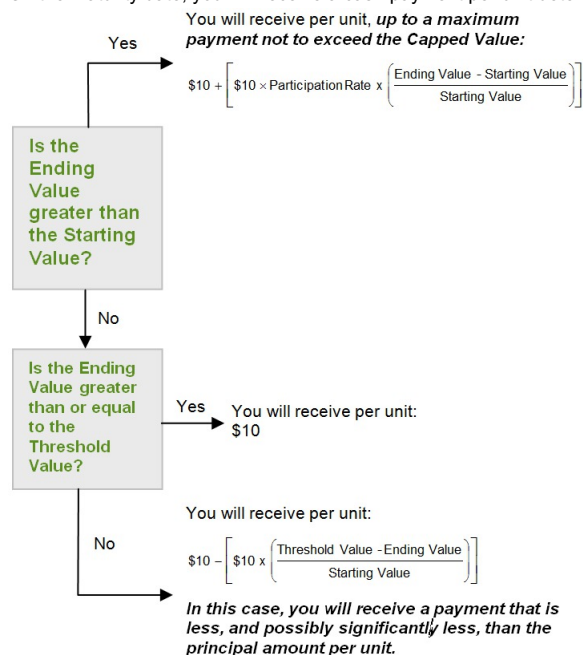 You will receive per unit, up to a maximum
payment not to exceed the Capped Value:
Yes
$10 + [$10 × Participation Rate x (Ending Value - Starting Value / Starting Value)]
Is the
Ending
Value
greater than
the Starting
Value?
No
Is the Ending
Value greater
than or equal
to the
Threshold
Value?
Yes
You will receive per unit:
$10
No
You will receive per unit:
$10 – [$10 x (Threshold Value - Ending Value / Starting Value)]
In this case, you will receive a payment that is
less, and possibly significantly less, than the
principal amount per unit.